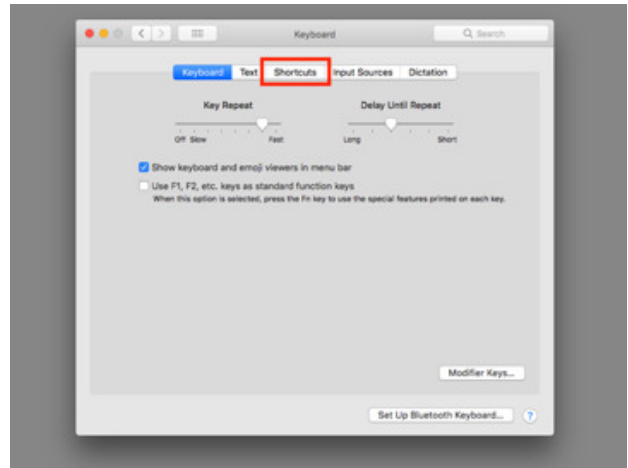 Keyboard
Search
Keyboard Text Shortcuts Input Sources Dictation
Key Repeat Delay Until Repeat
Off Slow Fast Long Short
Show keyboard and emoji viewers in menu bar
Use F1, F2, etc. keys as standard function keys
When this option is selected, press the Fn key to use the special features printed on each key.
Modifier Keys...
Set Up Bluetooth Keyboard... ?